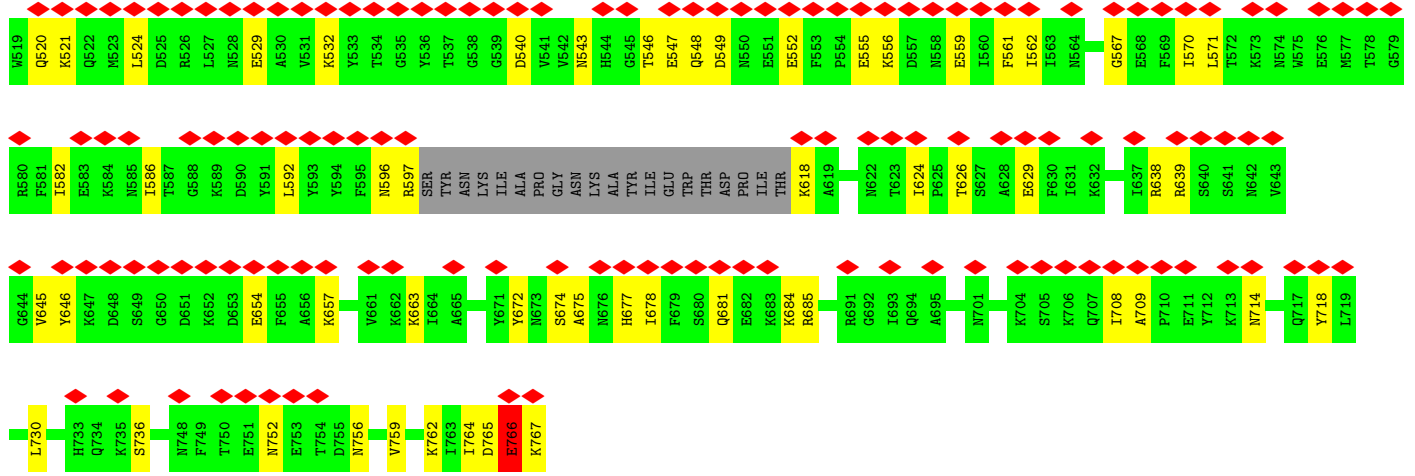 W519 Q520 K521 Q522 M523 L524 D525 R526 L527 N528 E529 A530 V531 K532 Y533 T534 G535 Y536 T537 G538 G539 D540 V541 V542 N543 H544 G545 T546 E547 Q548 D549 N550 E551 E552 F553 P554 E555 K556 D557 N558 E559 I560 F561 I562 I563 N564 G567 E568 F569 I570 L571 T572 K573 N574 W575 E576 M577 T578 G579
R580 F581 I582 E583 K584 N585 I586 T587 G588 K589 D590 Y591 L592 Y593 Y594 F595 N596 R597 SER TYR ASN LYS ILE ALA PRO GLY ASN LYS ALA TYR ILE GLU TRP THR ASP PRO ILE THR K618 A619 N622 T623 I624 P625 T626 S627 A628 E629 F630 I631 K632 I637 R638 R639 S640 S641 N642 V643
G644 V645 Y646 K647 D648 S649 G650 D651 K652 D653 E654 F655 A656 K657 V661 K662 K663 I664 A665 Y671 Y672 N673 S674 A675 N676 H677 I678 F679 S680 Q681 E682 K683 K684 R685 R691 G692 I693 Q694 A695 N701 K704 S705 K706 Q707 I708 A709 P710 E711 Y712 K713 N714 Q717 Y718 L719
L730 H733 Q734 K735 S736 N748 F749 T750 E751 N752 E753 T754 D755 N756 V759 K762 I763 I764 D765 E766 K767